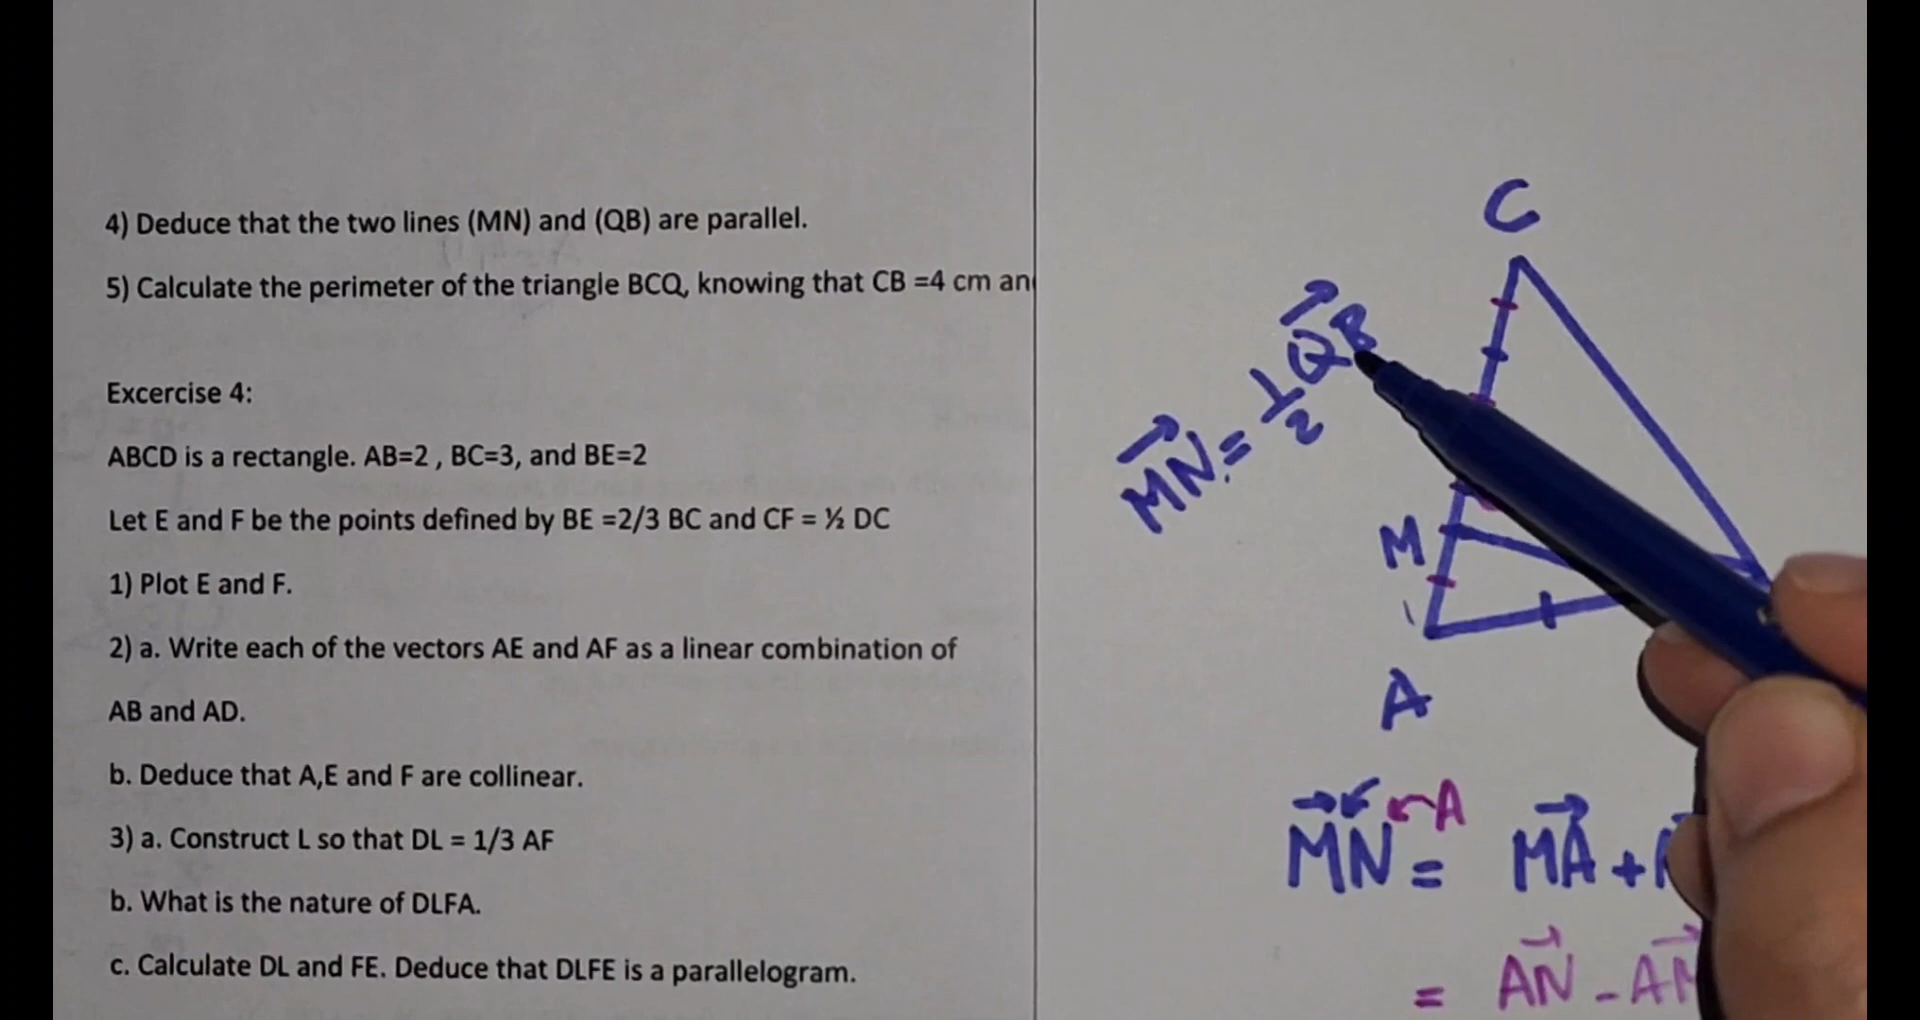 4) Deduce that the two lines (MN) and (QB) are parallel.
5) Calculate the perimeter of the triangle BCQ, knowing that CB =4 cm
Excercise 4:
ABCD is a rectangle. AB=2 , BC=3, and BE=2
Let E and F be the points defined by BE =2/3 BC and CF = ½ DC
1) Plot E and F.
2) a. Write each of the vectors AE and AF as a linear combination of
AB and AD.
b. Deduce that A,E and F are collinear.
3) a. Construct L so that DL = 1/3 AF
b. What is the nature of DLFA.
c. Calculate DL and FE. Deduce that DLFE is a parallelogram.
C
MN = 1/2 QB
M
A
A
MN = MA +
= AN -